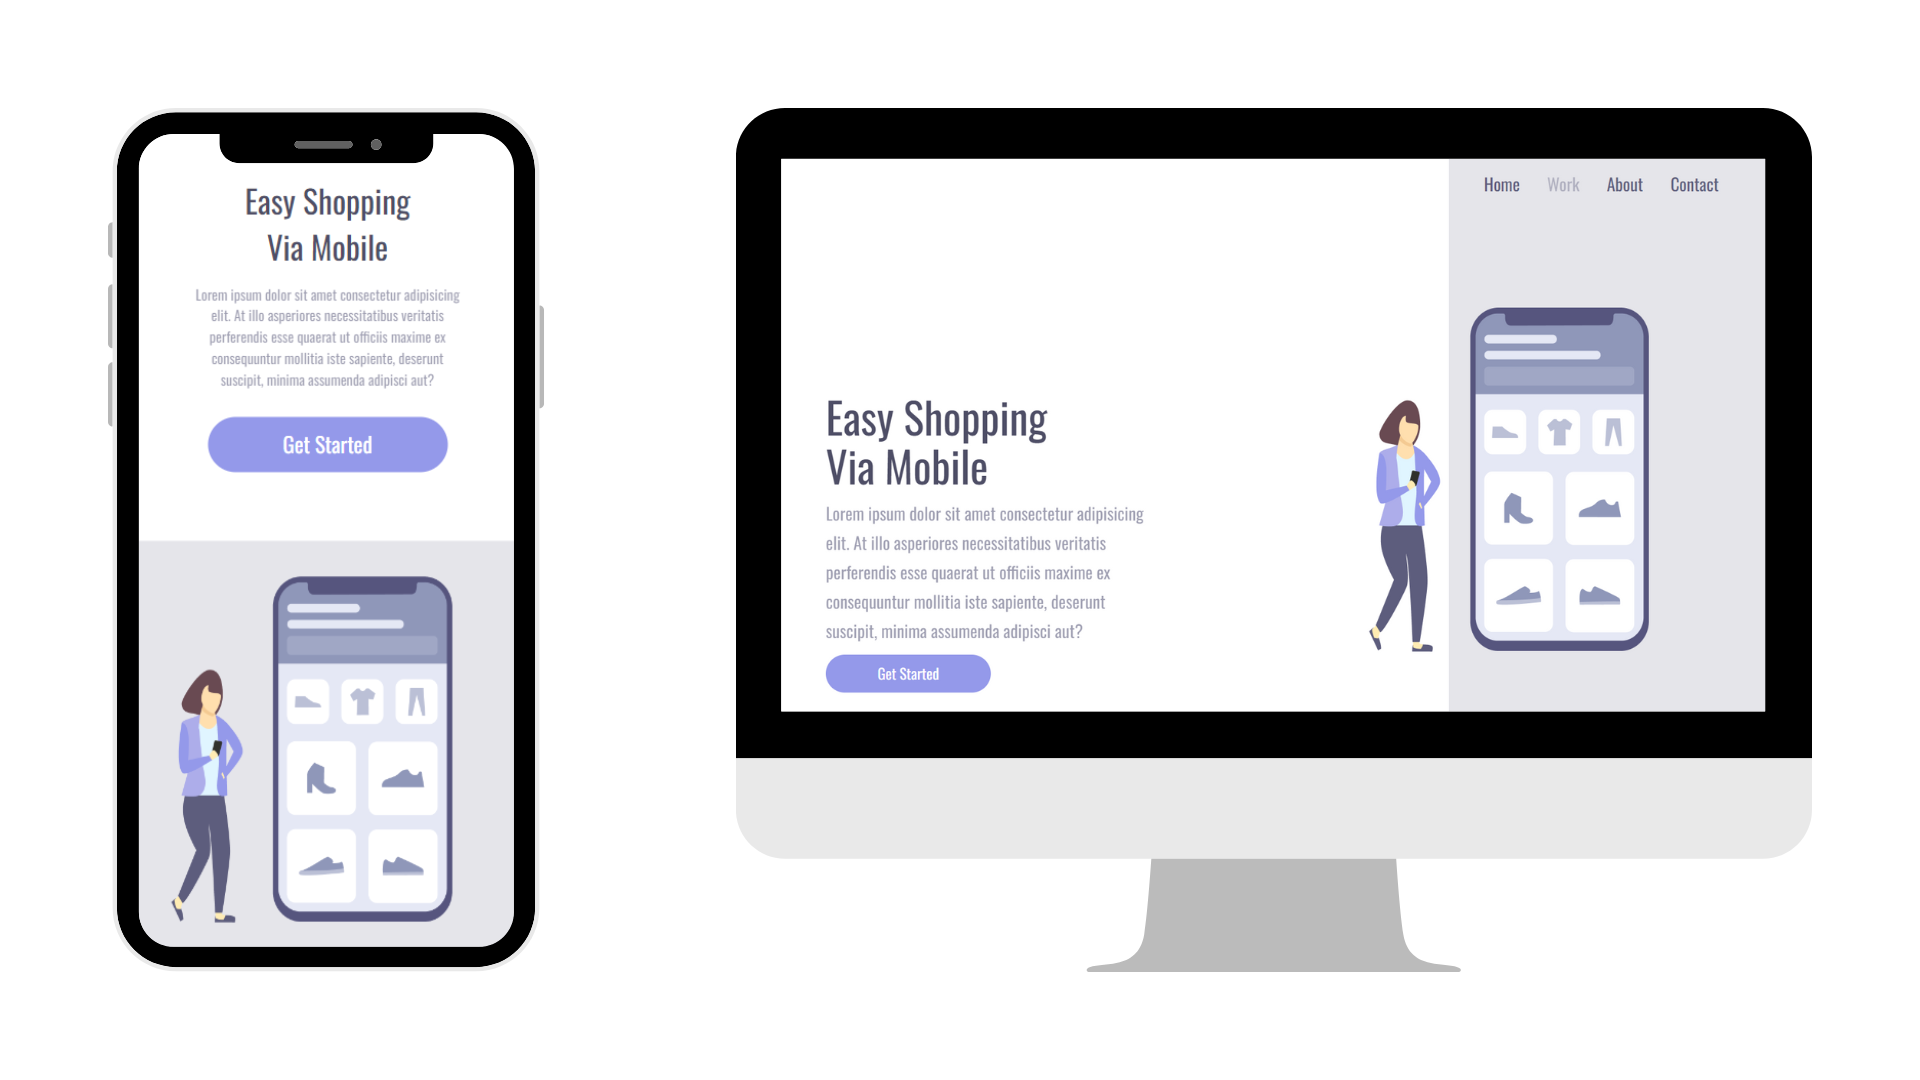 Easy Shopping
Via Mobile
Lorem ipsum dolor sit amet consectetur adipisicing
elit. At illo asperiores necessitatibus veritatis
perferendis esse quaerat ut officiis maxime ex
consequuntur mollitia iste sapiente, deserunt
suscipit, minima assumenda adipisci aut?
Get Started
Home Work About Contact
Easy Shopping
Via Mobile
Lorem ipsum dolor sit amet consectetur adipisicing
elit. At illo asperiores necessitatibus veritatis
perferendis esse quaerat ut officiis maxime ex
consequuntur mollitia iste sapiente, deserunt
suscipit, minima assumenda adipisci aut?
Get Started